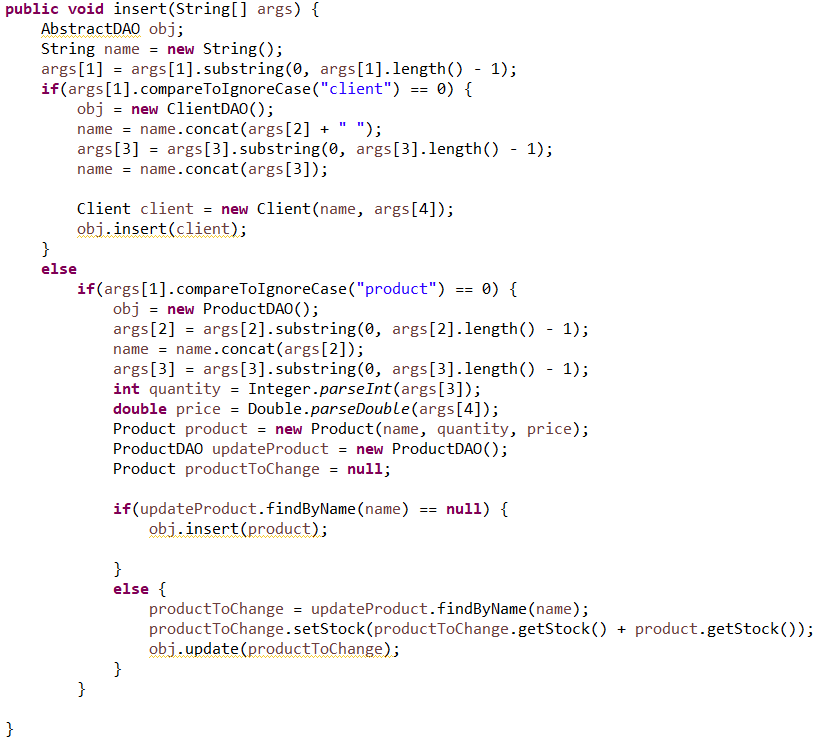 public void insert(String[] args) {
    AbstractDAO obj;
    String name = new String();
    args[1] = args[1].substring(0, args[1].length() - 1);
    if(args[1].compareToIgnoreCase("client") == 0) {
        obj = new ClientDAO();
        name = name.concat(args[2] + " ");
        args[3] = args[3].substring(0, args[3].length() - 1);
        name = name.concat(args[3]);

        Client client = new Client(name, args[4]);
        obj.insert(client);
    }
    else
        if(args[1].compareToIgnoreCase("product") == 0) {
            obj = new ProductDAO();
            args[2] = args[2].substring(0, args[2].length() - 1);
            name = name.concat(args[2]);
            args[3] = args[3].substring(0, args[3].length() - 1);
            int quantity = Integer.parseInt(args[3]);
            double price = Double.parseDouble(args[4]);
            Product product = new Product(name, quantity, price);
            ProductDAO updateProduct = new ProductDAO();
            Product productToChange = null;

            if(updateProduct.findByName(name) == null) {
                obj.insert(product);

            }
            else {
                productToChange = updateProduct.findByName(name);
                productToChange.setStock(productToChange.getStock() + product.getStock());
                obj.update(productToChange);
            }
        }

}